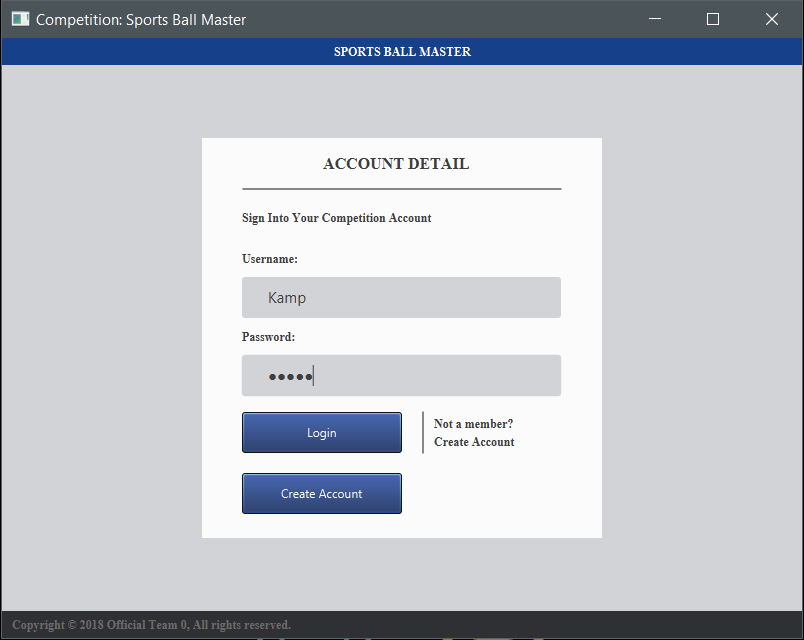 Competition: Sports Ball Master
SPORTS BALL MASTER
ACCOUNT DETAIL
Sign Into Your Competition Account
Username:
Kamp
Password:
●●●●●
Login
Not a member?
Create Account
Create Account
Copyright © 2018 Official Team 0, All rights reserved.